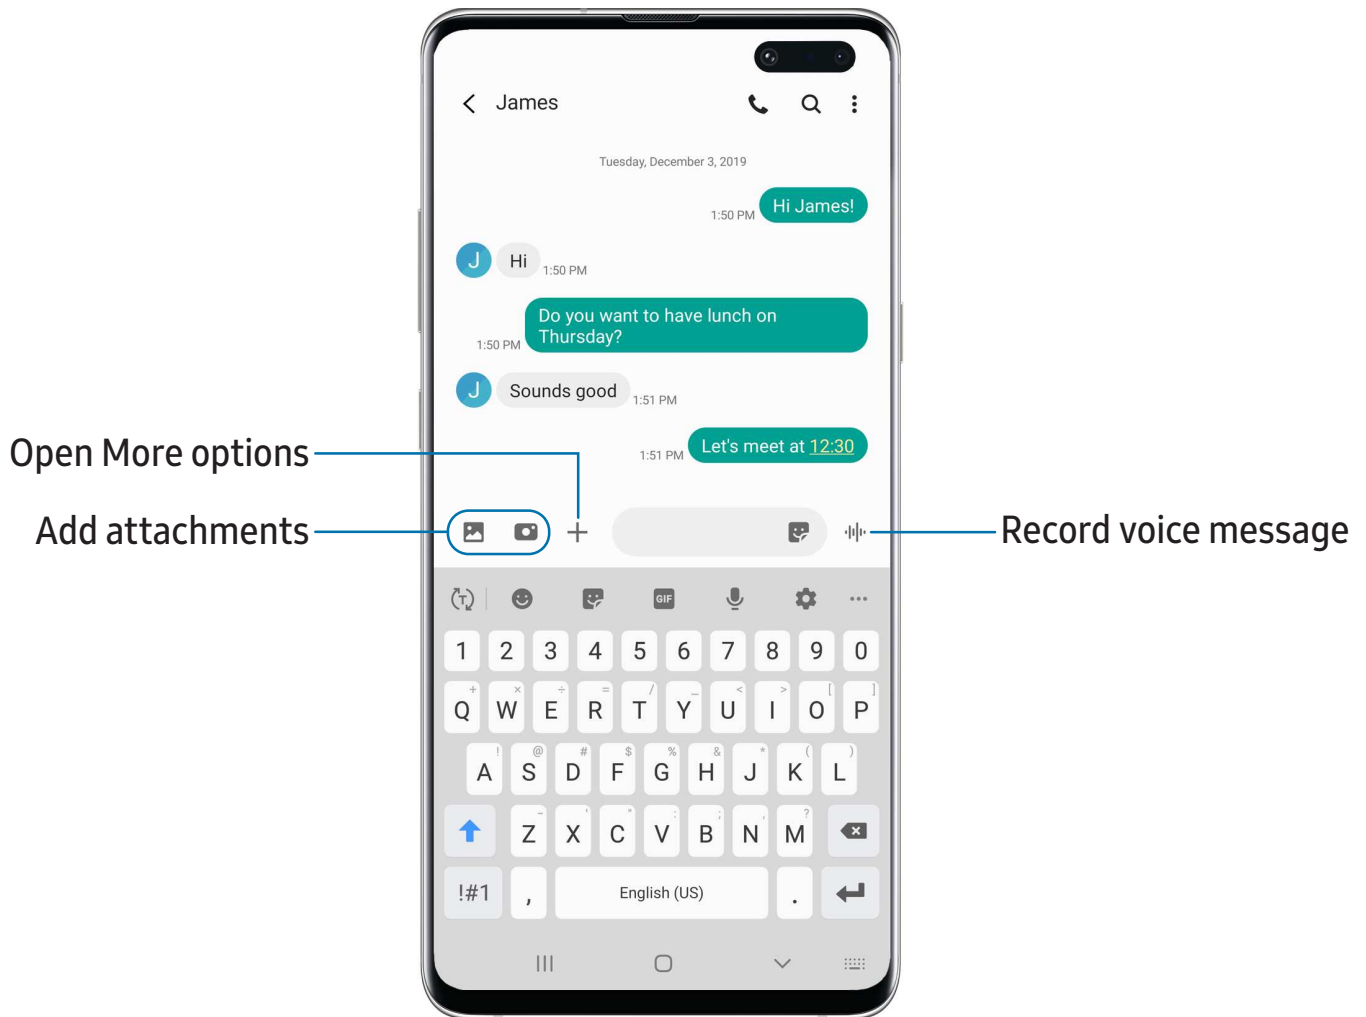 James
Tuesday, December 3, 2019
1:50 PM Hi James!
J Hi 1:50 PM
Do you want to have lunch on
1:50 PM Thursday?
J Sounds good 1:51 PM
1:51 PM Let's meet at 12:30
Open More options
Add attachments
Record voice message
T GIF
1 2 3 4 5 6 7 8 9 0
+ × ÷ = / _ < > [ ]
Q W E R T Y U I O P
! @ # $ % & * ( )
A S D F G H J K L
- ' " : ; , ?
Z X C V B N M
!#1 , English (US) .